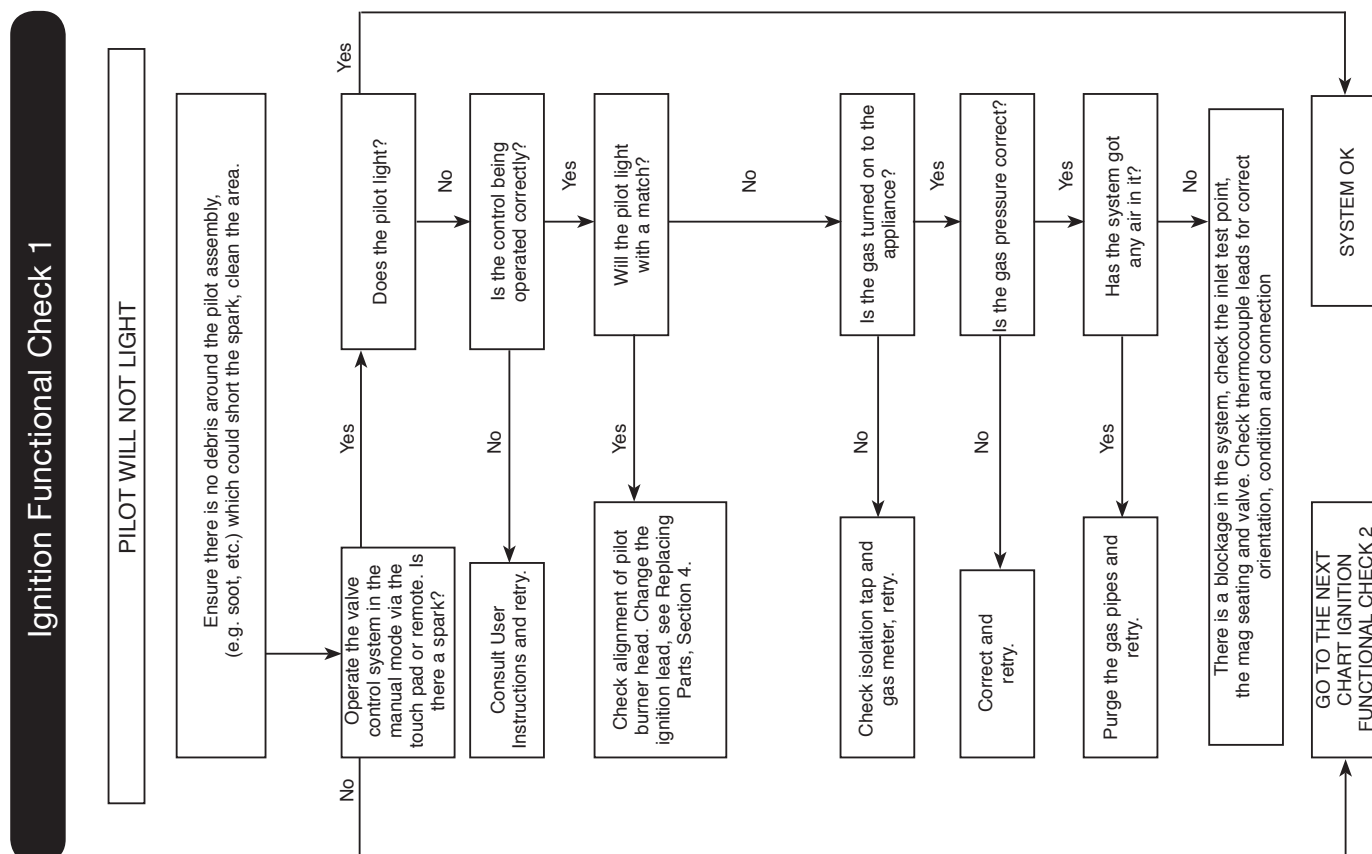 Ignition Functional Check 1
PILOT WILL NOT LIGHT
Ensure there is no debris around the pilot assembly,
(e.g. soot, etc.) which could short the spark, clean the area.
Operate the valve
control system in the
manual mode via the
touch pad or remote. Is
there a spark?
No
Yes
Does the pilot light?
Yes
No
Is the control being
operated correctly?
No
Consult User
Instructions and retry.
Yes
Will the pilot light
with a match?
Yes
Check alignment of pilot
burner head. Change the
ignition lead, see Replacing
Parts, Section 4.
No
Is the gas turned on to the
appliance?
No
Check isolation tap and
gas meter, retry.
Yes
Is the gas pressure correct?
No
Correct and
retry.
Yes
Has the system got
any air in it?
Yes
Purge the gas pipes and
retry.
No
There is a blockage in the system, check the inlet test point,
the mag seating and valve. Check thermocouple leads for correct
orientation, condition and connection
GO TO THE NEXT
CHART IGNITION
FUNCTIONAL CHECK 2
SYSTEM OK